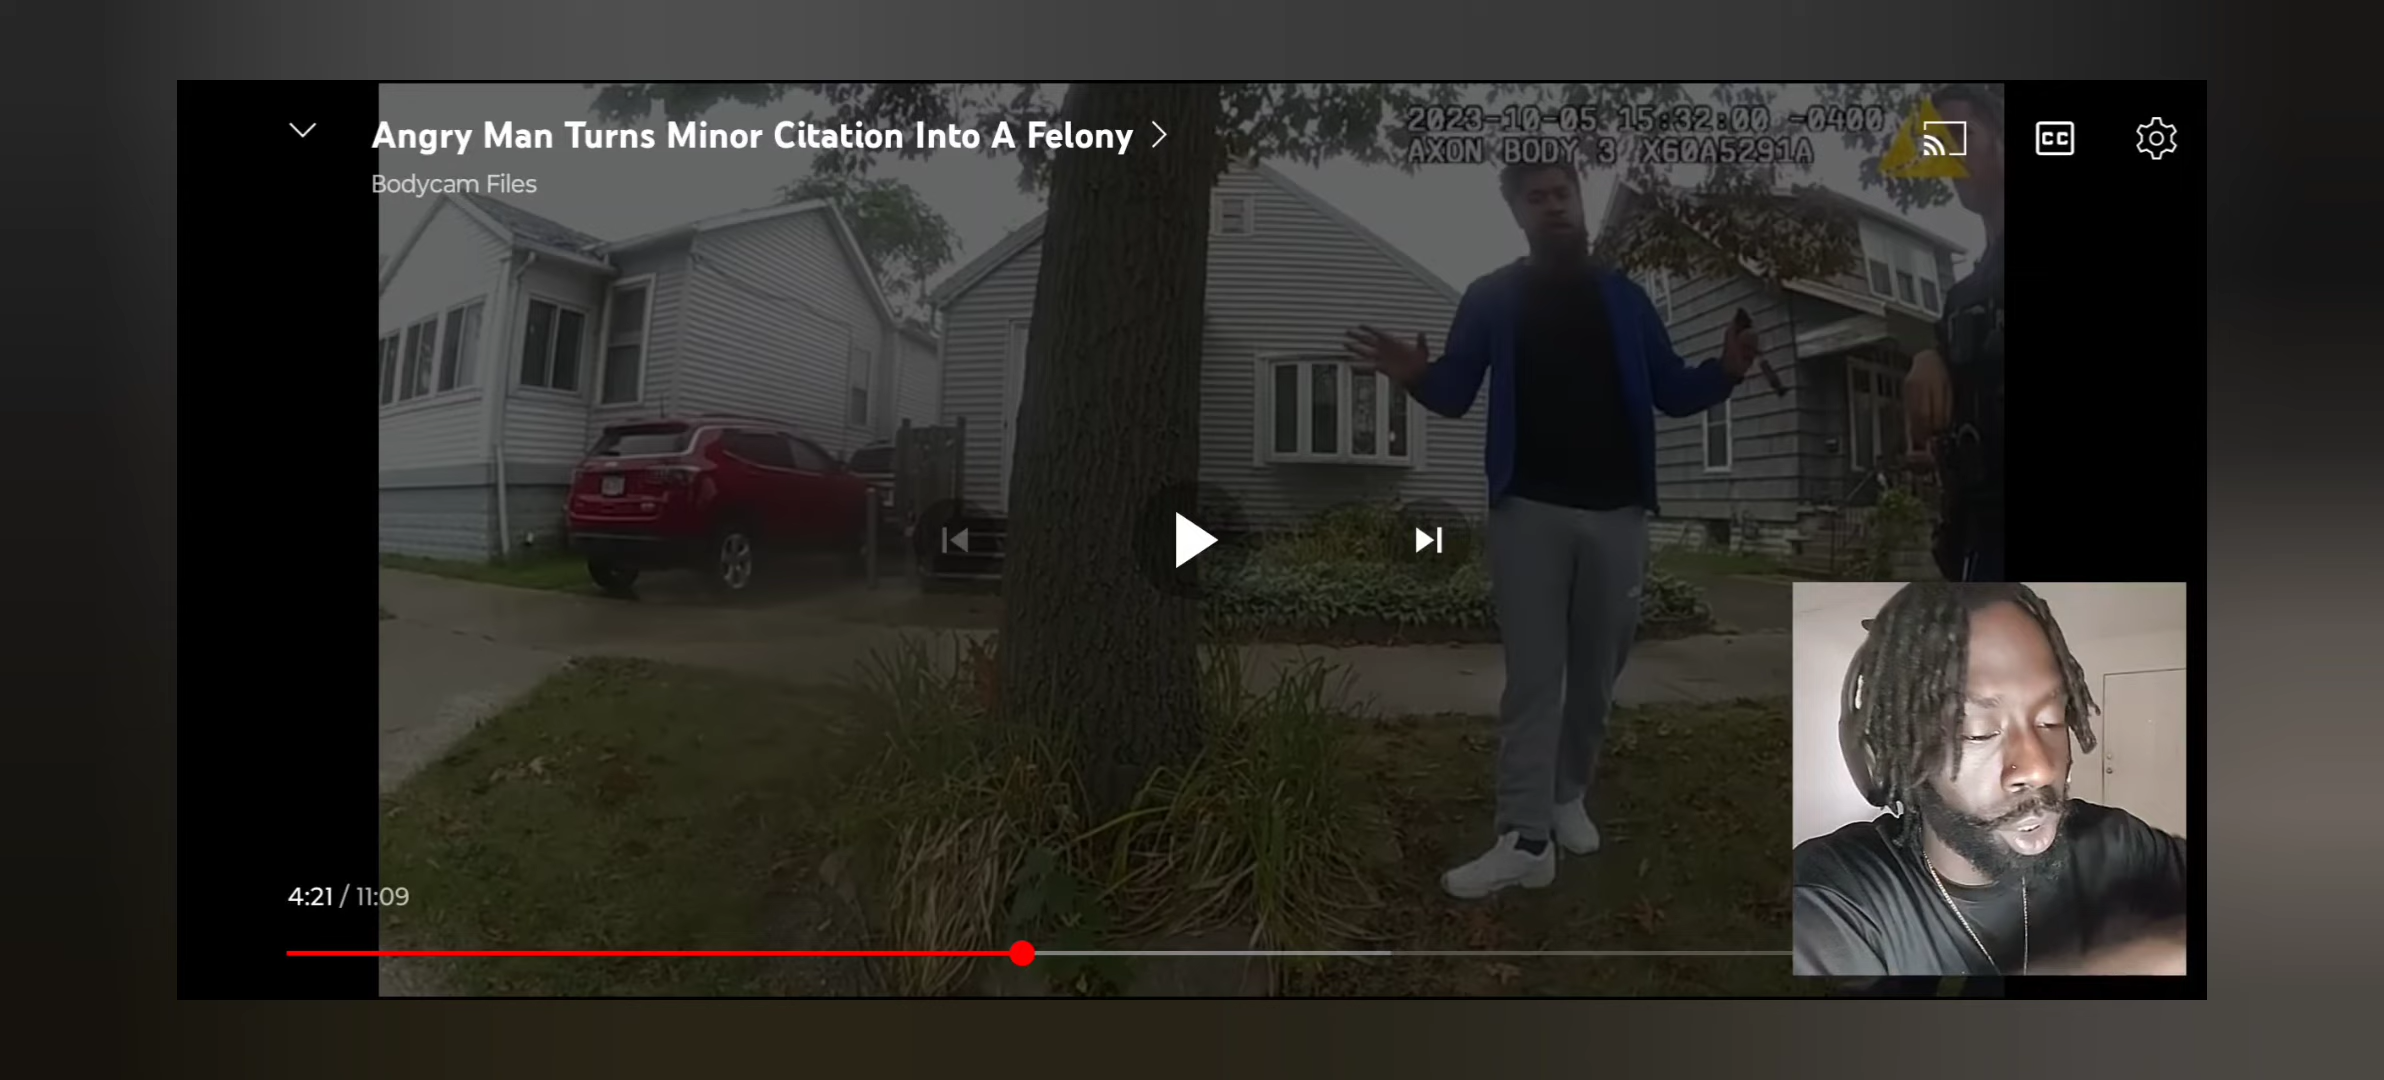 Angry Man Turns Minor Citation Into A Felony
Bodycam Files
2023-10-05 15:32:00 -0400
AXON BODY 3 X60A5291A
CC
4:21 / 11:09